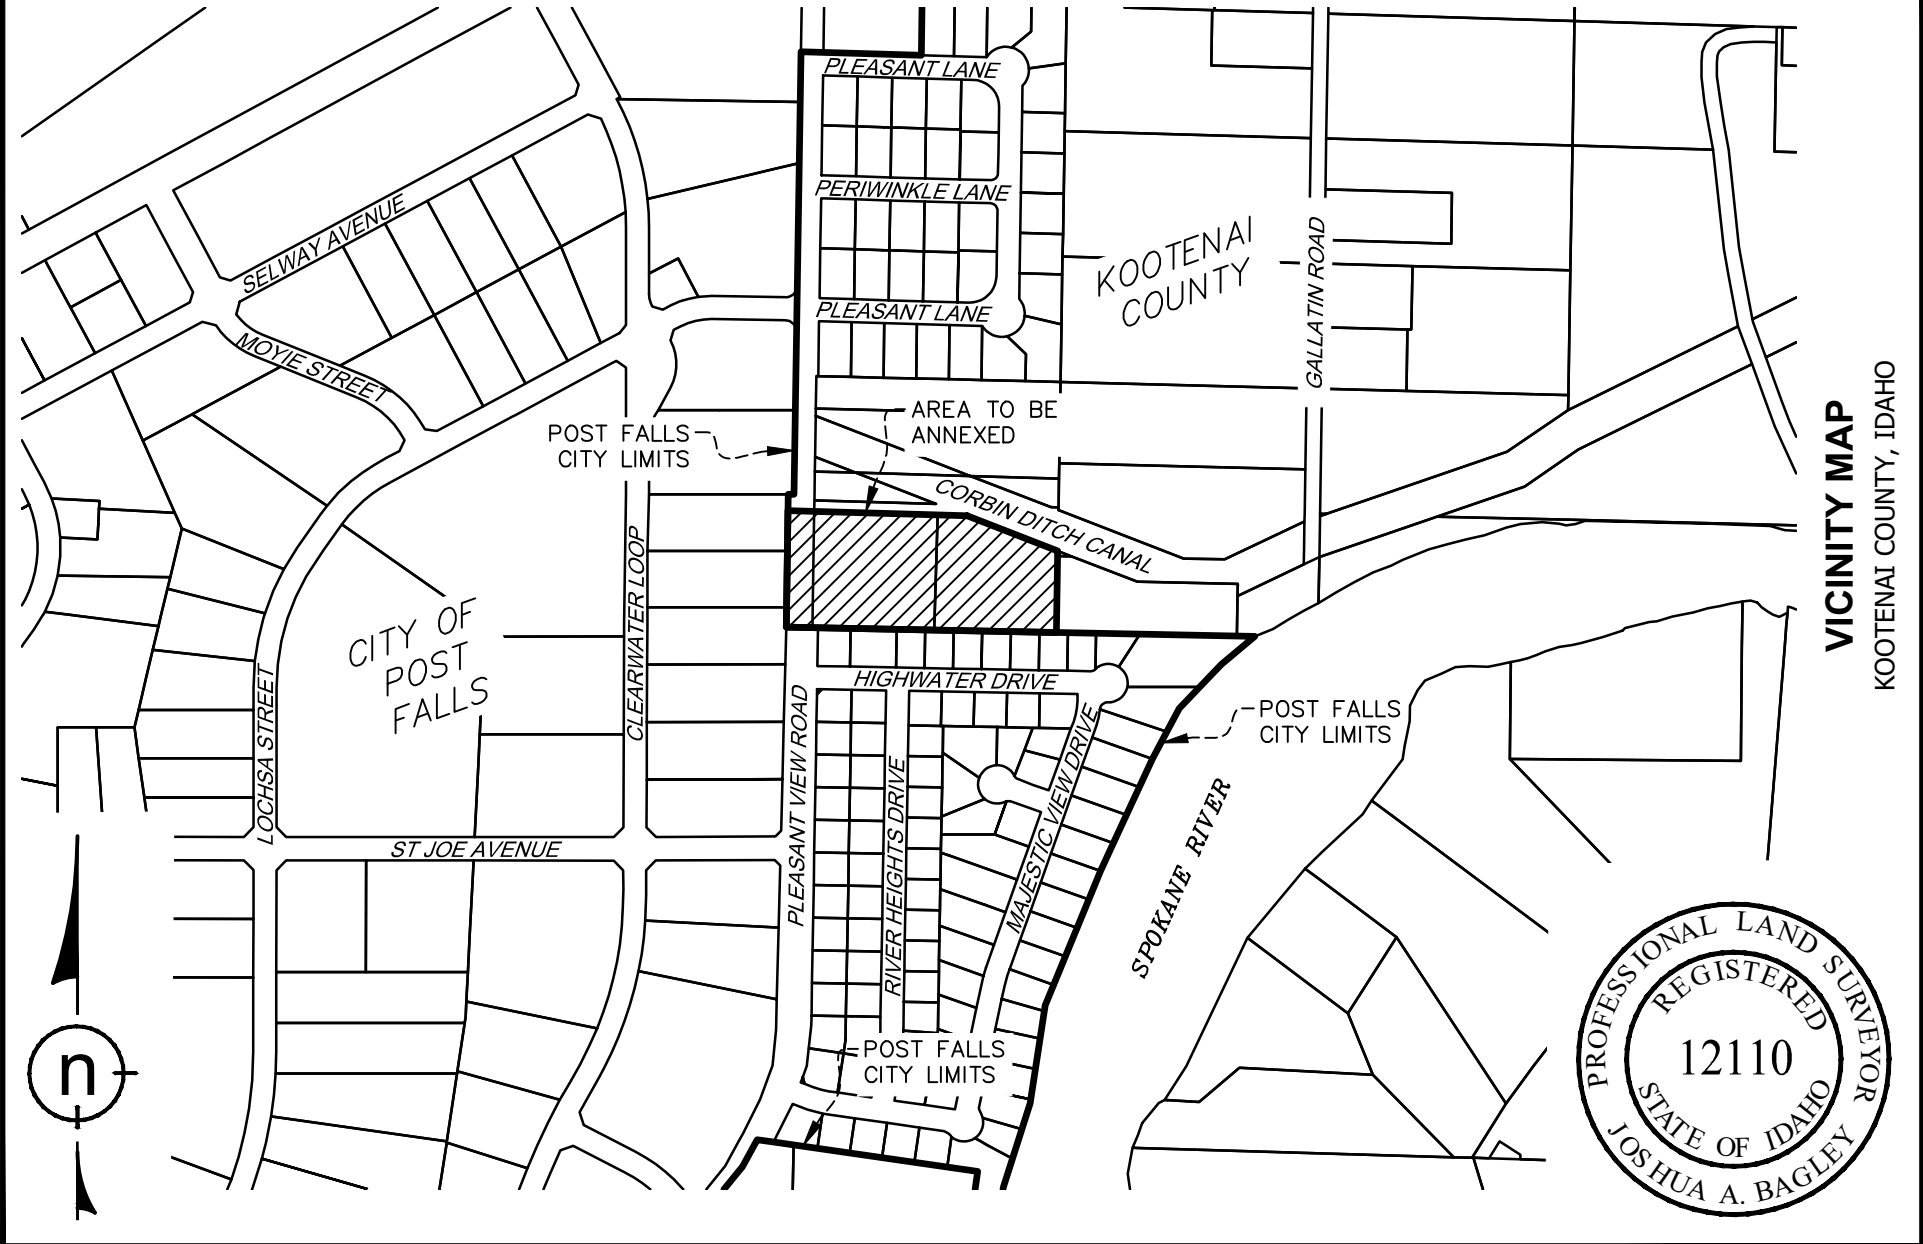 PLEASANT LANE
PERIWINKLE LANE
SELWAY AVENUE
KOOTENAI
COUNTY
GALLATIN ROAD
PLEASANT LANE
MOYIE STREET
AREA TO BE
ANNEXED
POST FALLS
CITY LIMITS
CORBIN DITCH CANAL
VICINITY MAP
KOOTENAI COUNTY, IDAHO
CLEARWATER LOOP
CITY OF
POST
FALLS
LOCHSA STREET
HIGHWATER DRIVE
PLEASANT VIEW ROAD
RIVER HEIGHTS DRIVE
MAJESTIC VIEW DRIVE
POST FALLS
CITY LIMITS
SPOKANE RIVER
ST JOE AVENUE
POST FALLS
CITY LIMITS
n
PROFESSIONAL LAND SURVEYOR
REGISTERED
12110
STATE OF IDAHO
JOSHUA A. BAGLEY